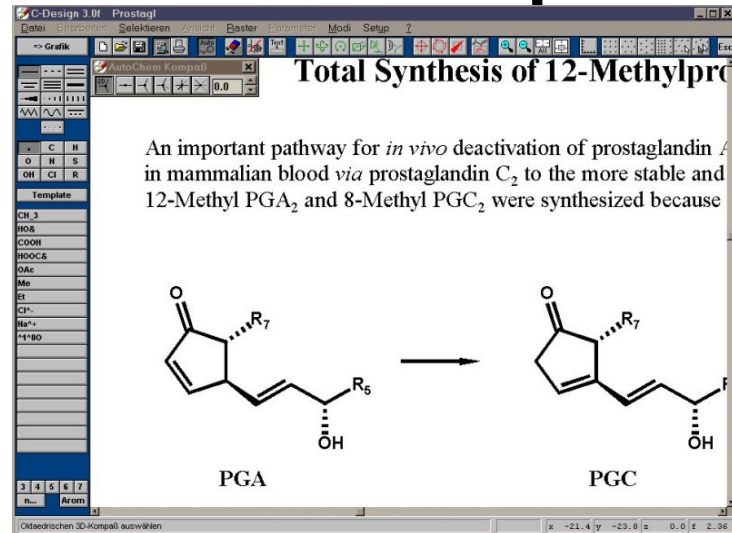 C-Design 3.0f Prostagl
Datei Bearbeiten Selektieren Ansicht Raster Parameter Modi Setup ?
=> Grafik Auto Text All Esc
AutoChem Kompaß
0.0
Total Synthesis of 12-Methylpro
An important pathway for in vivo deactivation of prostaglandin A
in mammalian blood via prostaglandin C₂ to the more stable and
12-Methyl PGA₂ and 8-Methyl PGC₂ were synthesized because
. C H
O N S
OH Cl R
Template
CH_3
HO&
COOH
HOOC&
OAc
Me
Et
Cl^-
Na^+
^1^8O
O O
R₇ R₇
R₅
OH OH
PGA PGC
3 4 5 6 7
n... Arom
Oktaedrischen 3D-Kompaß auswählen x -21.4 y -23.8 z 0.0 f 2.36